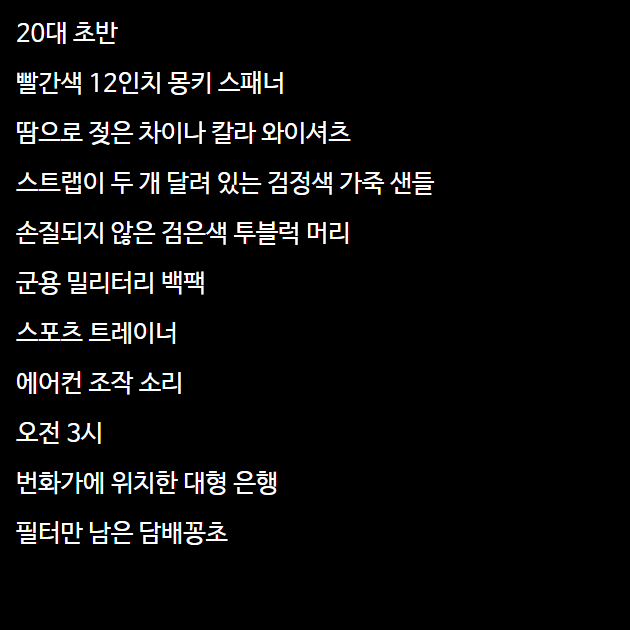 20대 초반
빨간색 12인치 몽키 스패너
땀으로 젖은 차이나 칼라 와이셔츠
스트랩이 두 개 달려 있는 검정색 가죽 샌들
손질되지 않은 검은색 투블럭 머리
군용 밀리터리 백팩
스포츠 트레이너
에어컨 조작 소리
오전 3시
번화가에 위치한 대형 은행
필터만 남은 담배꽁초